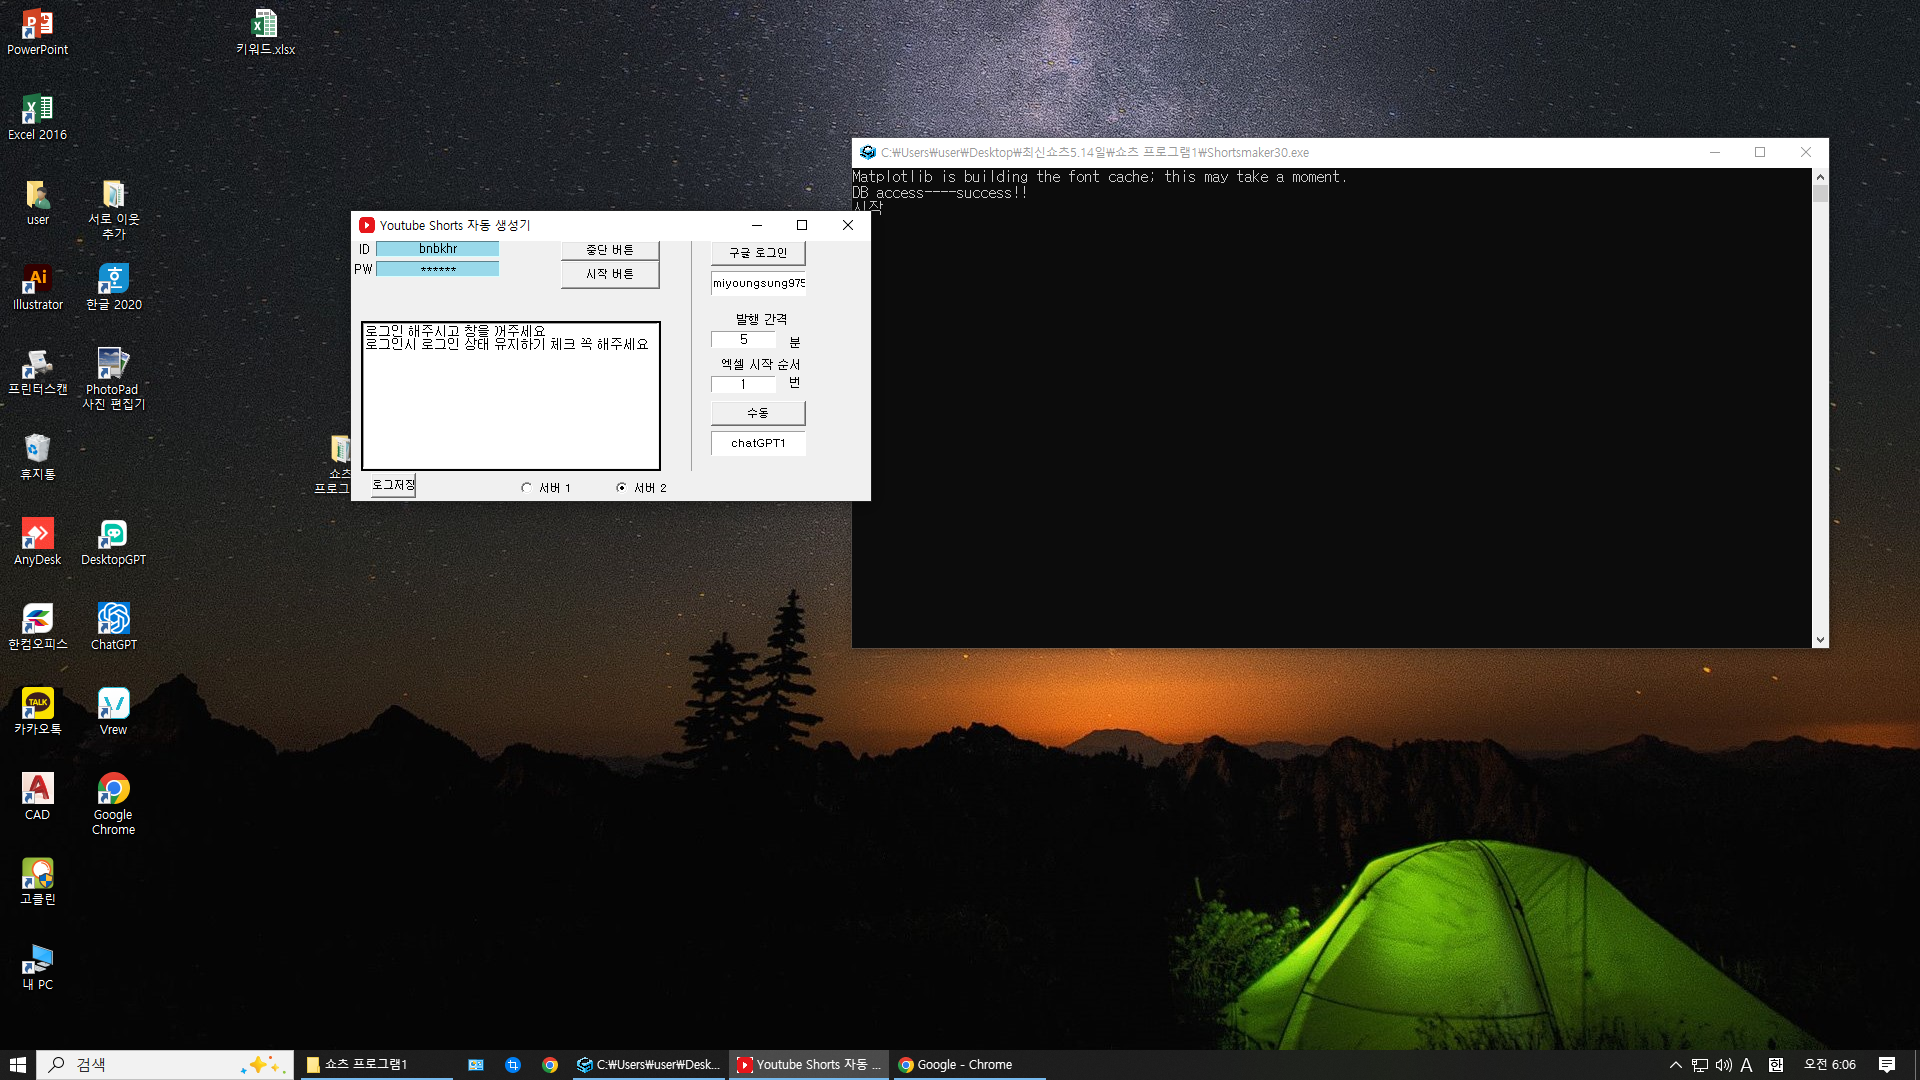 PowerPoint
키워드.xlsx
Excel 2016
user
서로 이웃
추가
Illustrator
한글 2020
프린터스캔
PhotoPad
사진 편집기
휴지통
쇼츠
프로그
AnyDesk
DesktopGPT
한컴오피스
ChatGPT
카카오톡
Vrew
CAD
Google
Chrome
고클린
내 PC
Youtube Shorts 자동 생성기
ID
bnbkhr
PW
******
중단 버튼
시작 버튼
로그인 해주시고 창을 꺼주세요
로그인시 로그인 상태 유지하기 체크 꼭 해주세요
로그저장
서버 1
서버 2
구글 로그인
miyoungsung975
발행 간격
5
분
엑셀 시작 순서
1
번
수동
chatGPT1
C:₩Users₩user₩Desktop₩최신쇼츠5.14일₩쇼츠 프로그램1₩Shortsmaker30.exe
Matplotlib is building the font cache; this may take a moment.
DB access----success!!
시작
검색
쇼츠 프로그램1
C:₩Users₩user₩Desk...
Youtube Shorts 자동 ...
Google - Chrome
A
한
오전 6:06